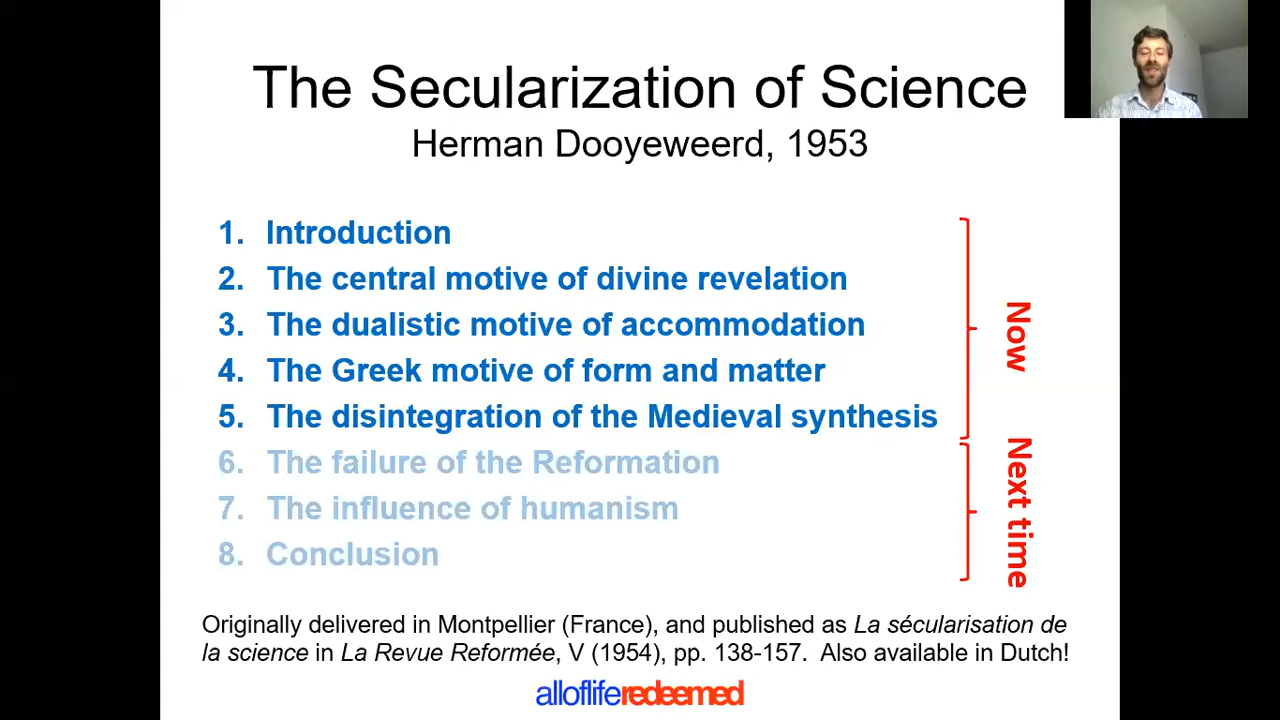 The Secularization of Science
Herman Dooyeweerd, 1953
1. Introduction
2. The central motive of divine revelation
3. The dualistic motive of accommodation
4. The Greek motive of form and matter
5. The disintegration of the Medieval synthesis
6. The failure of the Reformation
7. The influence of humanism
8. Conclusion
Now
Next time
Originally delivered in Montpellier (France), and published as La sécularisation de
la science in La Revue Reformée, V (1954), pp. 138-157. Also available in Dutch!
allofliferedeemed